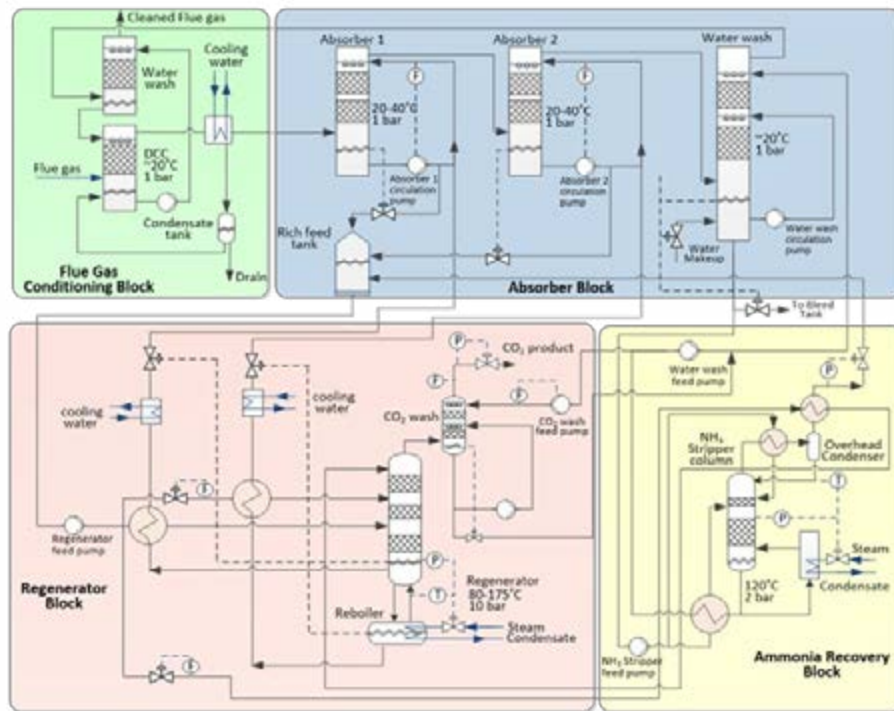 Cleaned Flue gas
Cooling
water
Water
wash
DCC
~20°C
1 bar
Flue gas
Condensate
tank
Drain
Flue Gas
Conditioning Block
Absorber 1
20-40°C
1 bar
Absorber 1
circulation
pump
F
Rich feed
tank
Absorber 2
20-40°C
1 bar
Absorber 2
circulation
pump
F
Water wash
~20°C
1 bar
Water wash
circulation
pump
Water
Makeup
To Bleed
Tank
Absorber Block
cooling
water
cooling
water
F
F
Regenerator
feed pump
Regenerator
Block
P
CO₂ product
F
F
CO₂ wash
CO₂ wash
feed pump
P
T
Regenerator
80-175°C
10 bar
Reboiler
Steam
Condensate
Water wash
feed pump
P
NH₃
Stripper
column
Overhead
Condenser
T
P
Steam
Condensate
120°C
2 bar
NH₃ Stripper
feed pump
Ammonia Recovery
Block